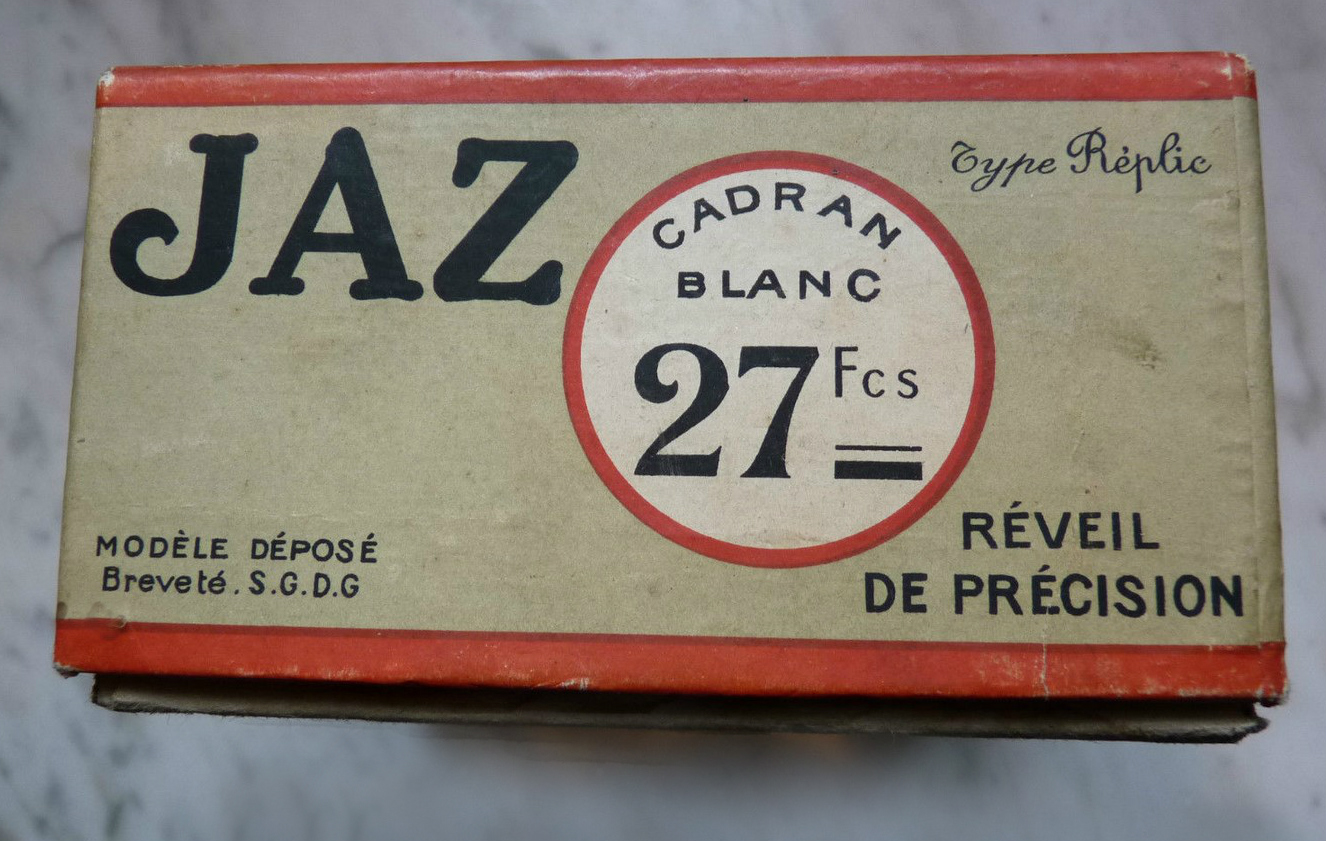 JAZ
Type Réplic
CADRAN
BLANC
27 Fcs
MODÈLE DÉPOSÉ
Breveté. S.G.D.G
RÉVEIL
DE PRÉCISION